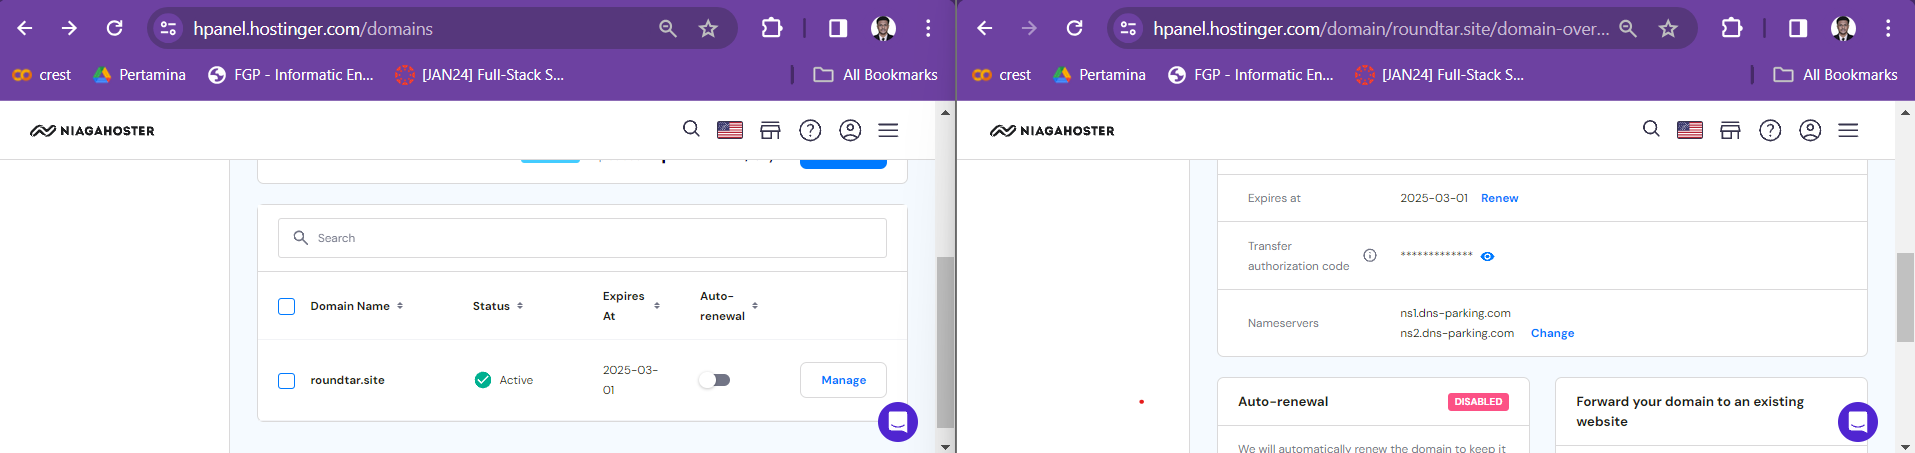 hpanel.hostinger.com/domains
crest
Pertamina
FGP - Informatic En...
[JAN24] Full-Stack S...
All Bookmarks
NIAGAHOSTER
Search
Domain Name
Status
Expires At
Auto-renewal
roundtar.site
Active
2025-03-01
Manage
hpanel.hostinger.com/domain/roundtar.site/domain-over...
crest
Pertamina
FGP - Informatic En...
[JAN24] Full-Stack S...
All Bookmarks
NIAGAHOSTER
Expires at
2025-03-01 Renew
Transfer
authorization code
*************
Nameservers
ns1.dns-parking.com
ns2.dns-parking.com Change
Auto-renewal
DISABLED
We will automatically renew the domain to keep it
Forward your domain to an existing
website